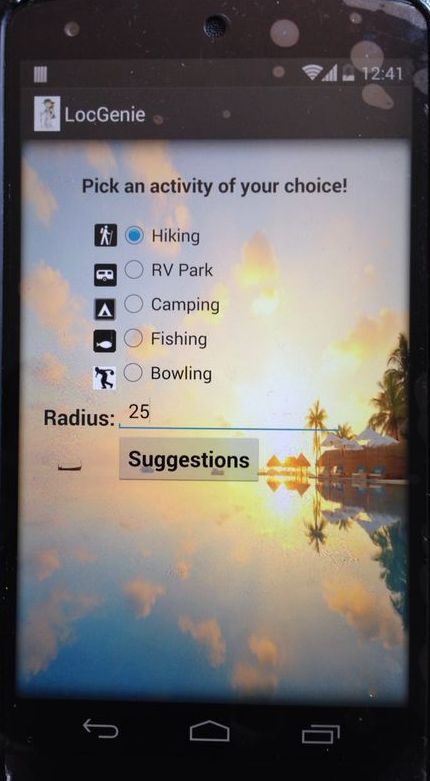 12:41
LocGenie
Pick an activity of your choice!
Hiking
RV Park
Camping
Fishing
Bowling
Radius: 25
Suggestions